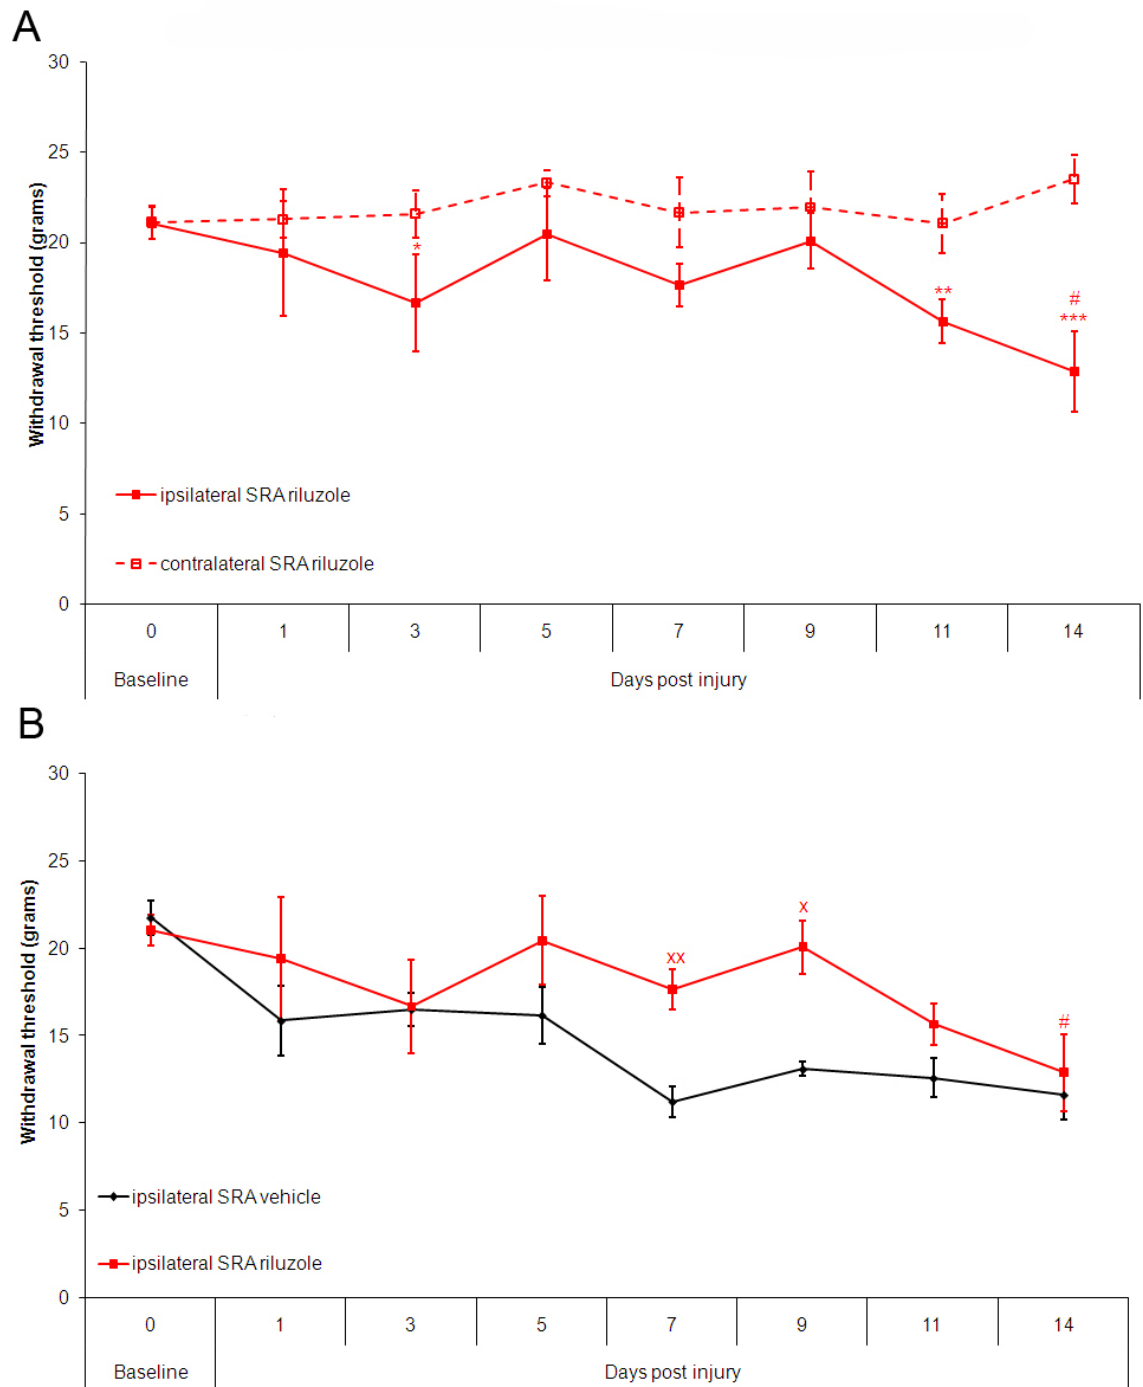 A
30
25
20
15
10
5
0
Withdrawal threshold (grams)
*
**
#
***
ipsilateral SRA riluzole
contralateral SRA riluzole
0 1 3 5 7 9 11 14
Baseline Days post injury
B
30
25
20
15
10
5
0
Withdrawal threshold (grams)
xx
x
#
ipsilateral SRA vehicle
ipsilateral SRA riluzole
0 1 3 5 7 9 11 14
Baseline Days post injury